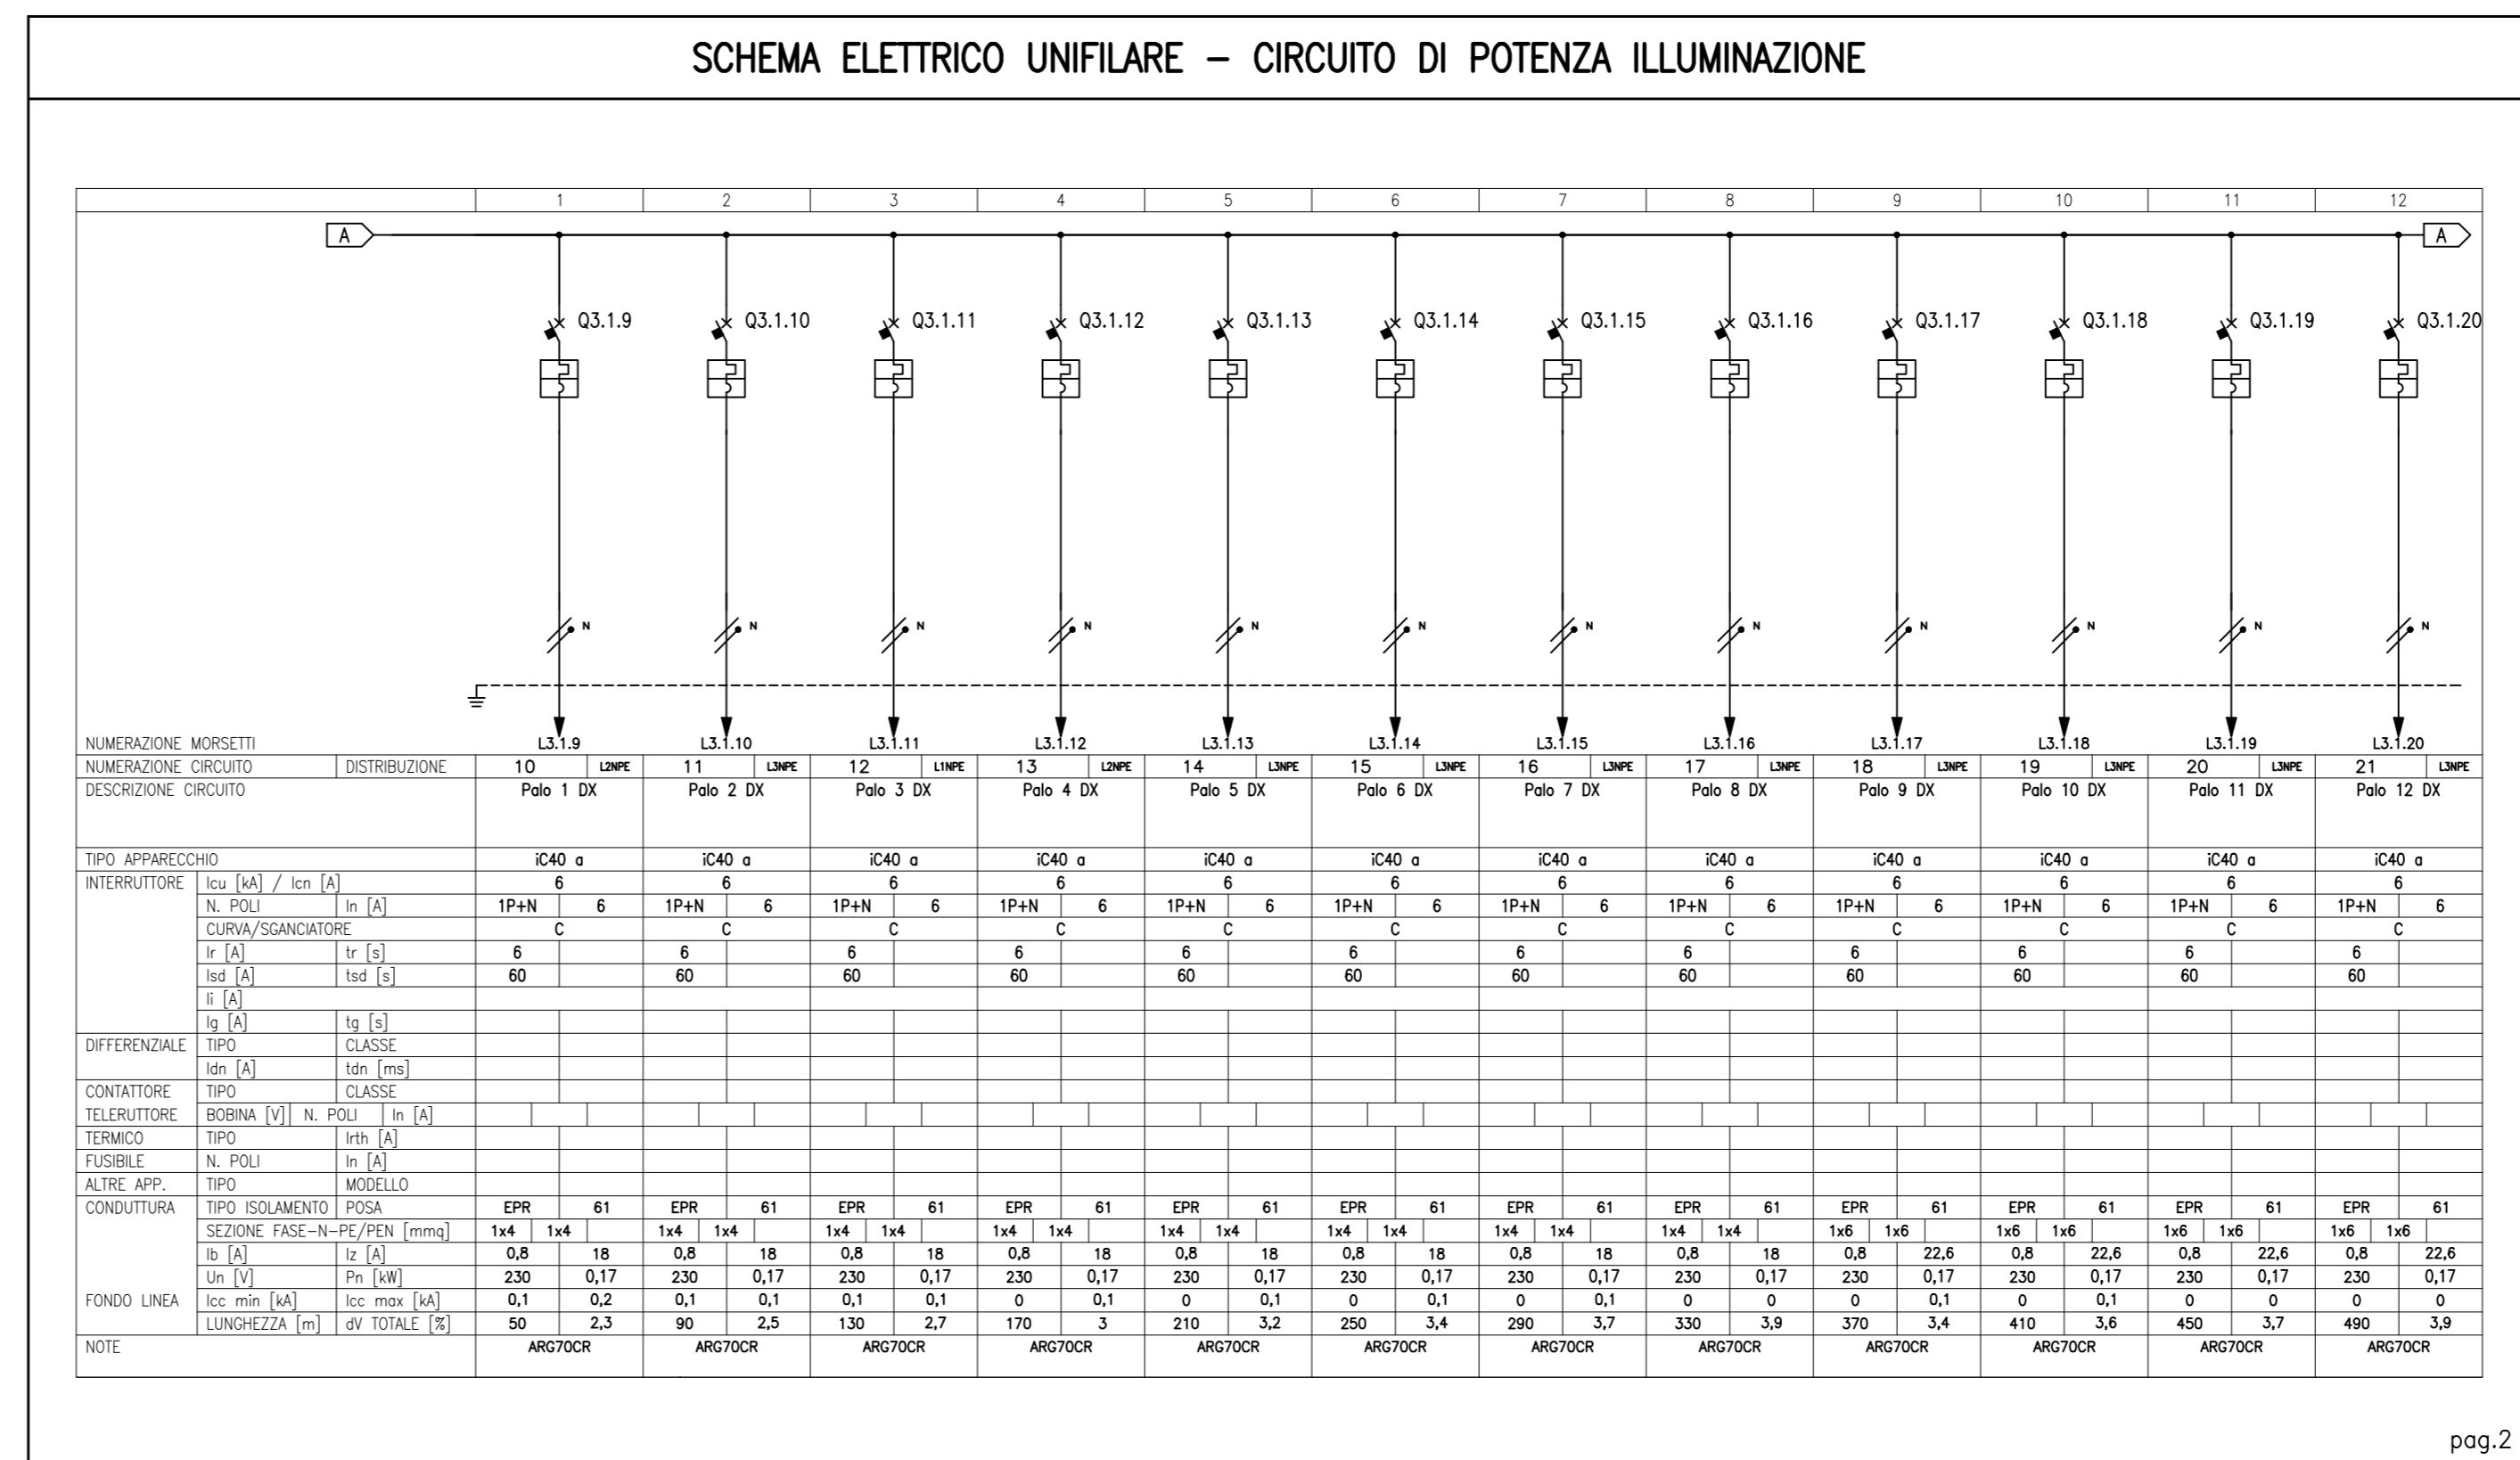 SCHEMA ELETTRICO UNIFILARE – CIRCUITO DI POTENZA ILLUMINAZIONE
1 2 3 4 5 6 7 8 9 10 11 12
A A
Q3.1.9 Q3.1.10 Q3.1.11 Q3.1.12 Q3.1.13 Q3.1.14 Q3.1.15 Q3.1.16 Q3.1.17 Q3.1.18 Q3.1.19 Q3.1.20
N N N N N N N N N N N N
NUMERAZIONE MORSETTI L3.1.9 L3.1.10 L3.1.11 L3.1.12 L3.1.13 L3.1.14 L3.1.15 L3.1.16 L3.1.17 L3.1.18 L3.1.19 L3.1.20
NUMERAZIONE CIRCUITO DISTRIBUZIONE 10 L2NPE 11 L3NPE 12 L1NPE 13 L2NPE 14 L3NPE 15 L3NPE 16 L3NPE 17 L3NPE 18 L3NPE 19 L3NPE 20 L3NPE 21 L3NPE
DESCRIZIONE CIRCUITO Palo 1 DX Palo 2 DX Palo 3 DX Palo 4 DX Palo 5 DX Palo 6 DX Palo 7 DX Palo 8 DX Palo 9 DX Palo 10 DX Palo 11 DX Palo 12 DX
TIPO APPARECCHIO iC40 a iC40 a iC40 a iC40 a iC40 a iC40 a iC40 a iC40 a iC40 a iC40 a iC40 a iC40 a
INTERRUTTORE Icu [kA] / Icn [A] 6 6 6 6 6 6 6 6 6 6 6 6
N. POLI In [A] 1P+N 6 1P+N 6 1P+N 6 1P+N 6 1P+N 6 1P+N 6 1P+N 6 1P+N 6 1P+N 6 1P+N 6 1P+N 6 1P+N 6
CURVA/SGANCIATORE C C C C C C C C C C C C
Ir [A] tr [s] 6 6 6 6 6 6 6 6 6 6 6 6
Isd [A] tsd [s] 60 60 60 60 60 60 60 60 60 60 60 60
Ii [A]
Ig [A] tg [s]
DIFFERENZIALE TIPO CLASSE
Idn [A] tdn [ms]
CONTATTORE TIPO CLASSE
TELERUTTORE BOBINA [V] N. POLI In [A]
TERMICO TIPO Irth [A]
FUSIBILE N. POLI In [A]
ALTRE APP. TIPO MODELLO
CONDUTTURA TIPO ISOLAMENTO POSA EPR 61 EPR 61 EPR 61 EPR 61 EPR 61 EPR 61 EPR 61 EPR 61 EPR 61 EPR 61 EPR 61 EPR 61
SEZIONE FASE–N–PE/PEN [mmq] 1x4 1x4 1x4 1x4 1x4 1x4 1x4 1x4 1x4 1x4 1x4 1x4 1x4 1x4 1x4 1x4 1x6 1x6 1x6 1x6 1x6 1x6 1x6 1x6
Ib [A] Iz [A] 0,8 18 0,8 18 0,8 18 0,8 18 0,8 18 0,8 18 0,8 18 0,8 18 0,8 22,6 0,8 22,6 0,8 22,6 0,8 22,6
Un [V] Pn [kW] 230 0,17 230 0,17 230 0,17 230 0,17 230 0,17 230 0,17 230 0,17 230 0,17 230 0,17 230 0,17 230 0,17 230 0,17
FONDO LINEA Icc min [kA] Icc max [kA] 0,1 0,2 0,1 0,1 0,1 0,1 0 0,1 0 0,1 0 0,1 0 0,1 0 0 0 0,1 0 0,1 0 0 0 0
LUNGHEZZA [m] dV TOTALE [%] 50 2,3 90 2,5 130 2,7 170 3 210 3,2 250 3,4 290 3,7 330 3,9 370 3,4 410 3,6 450 3,7 490 3,9
NOTE ARG7OCR ARG7OCR ARG7OCR ARG7OCR ARG7OCR ARG7OCR ARG7OCR ARG7OCR ARG7OCR ARG7OCR ARG7OCR ARG7OCR
pag.2